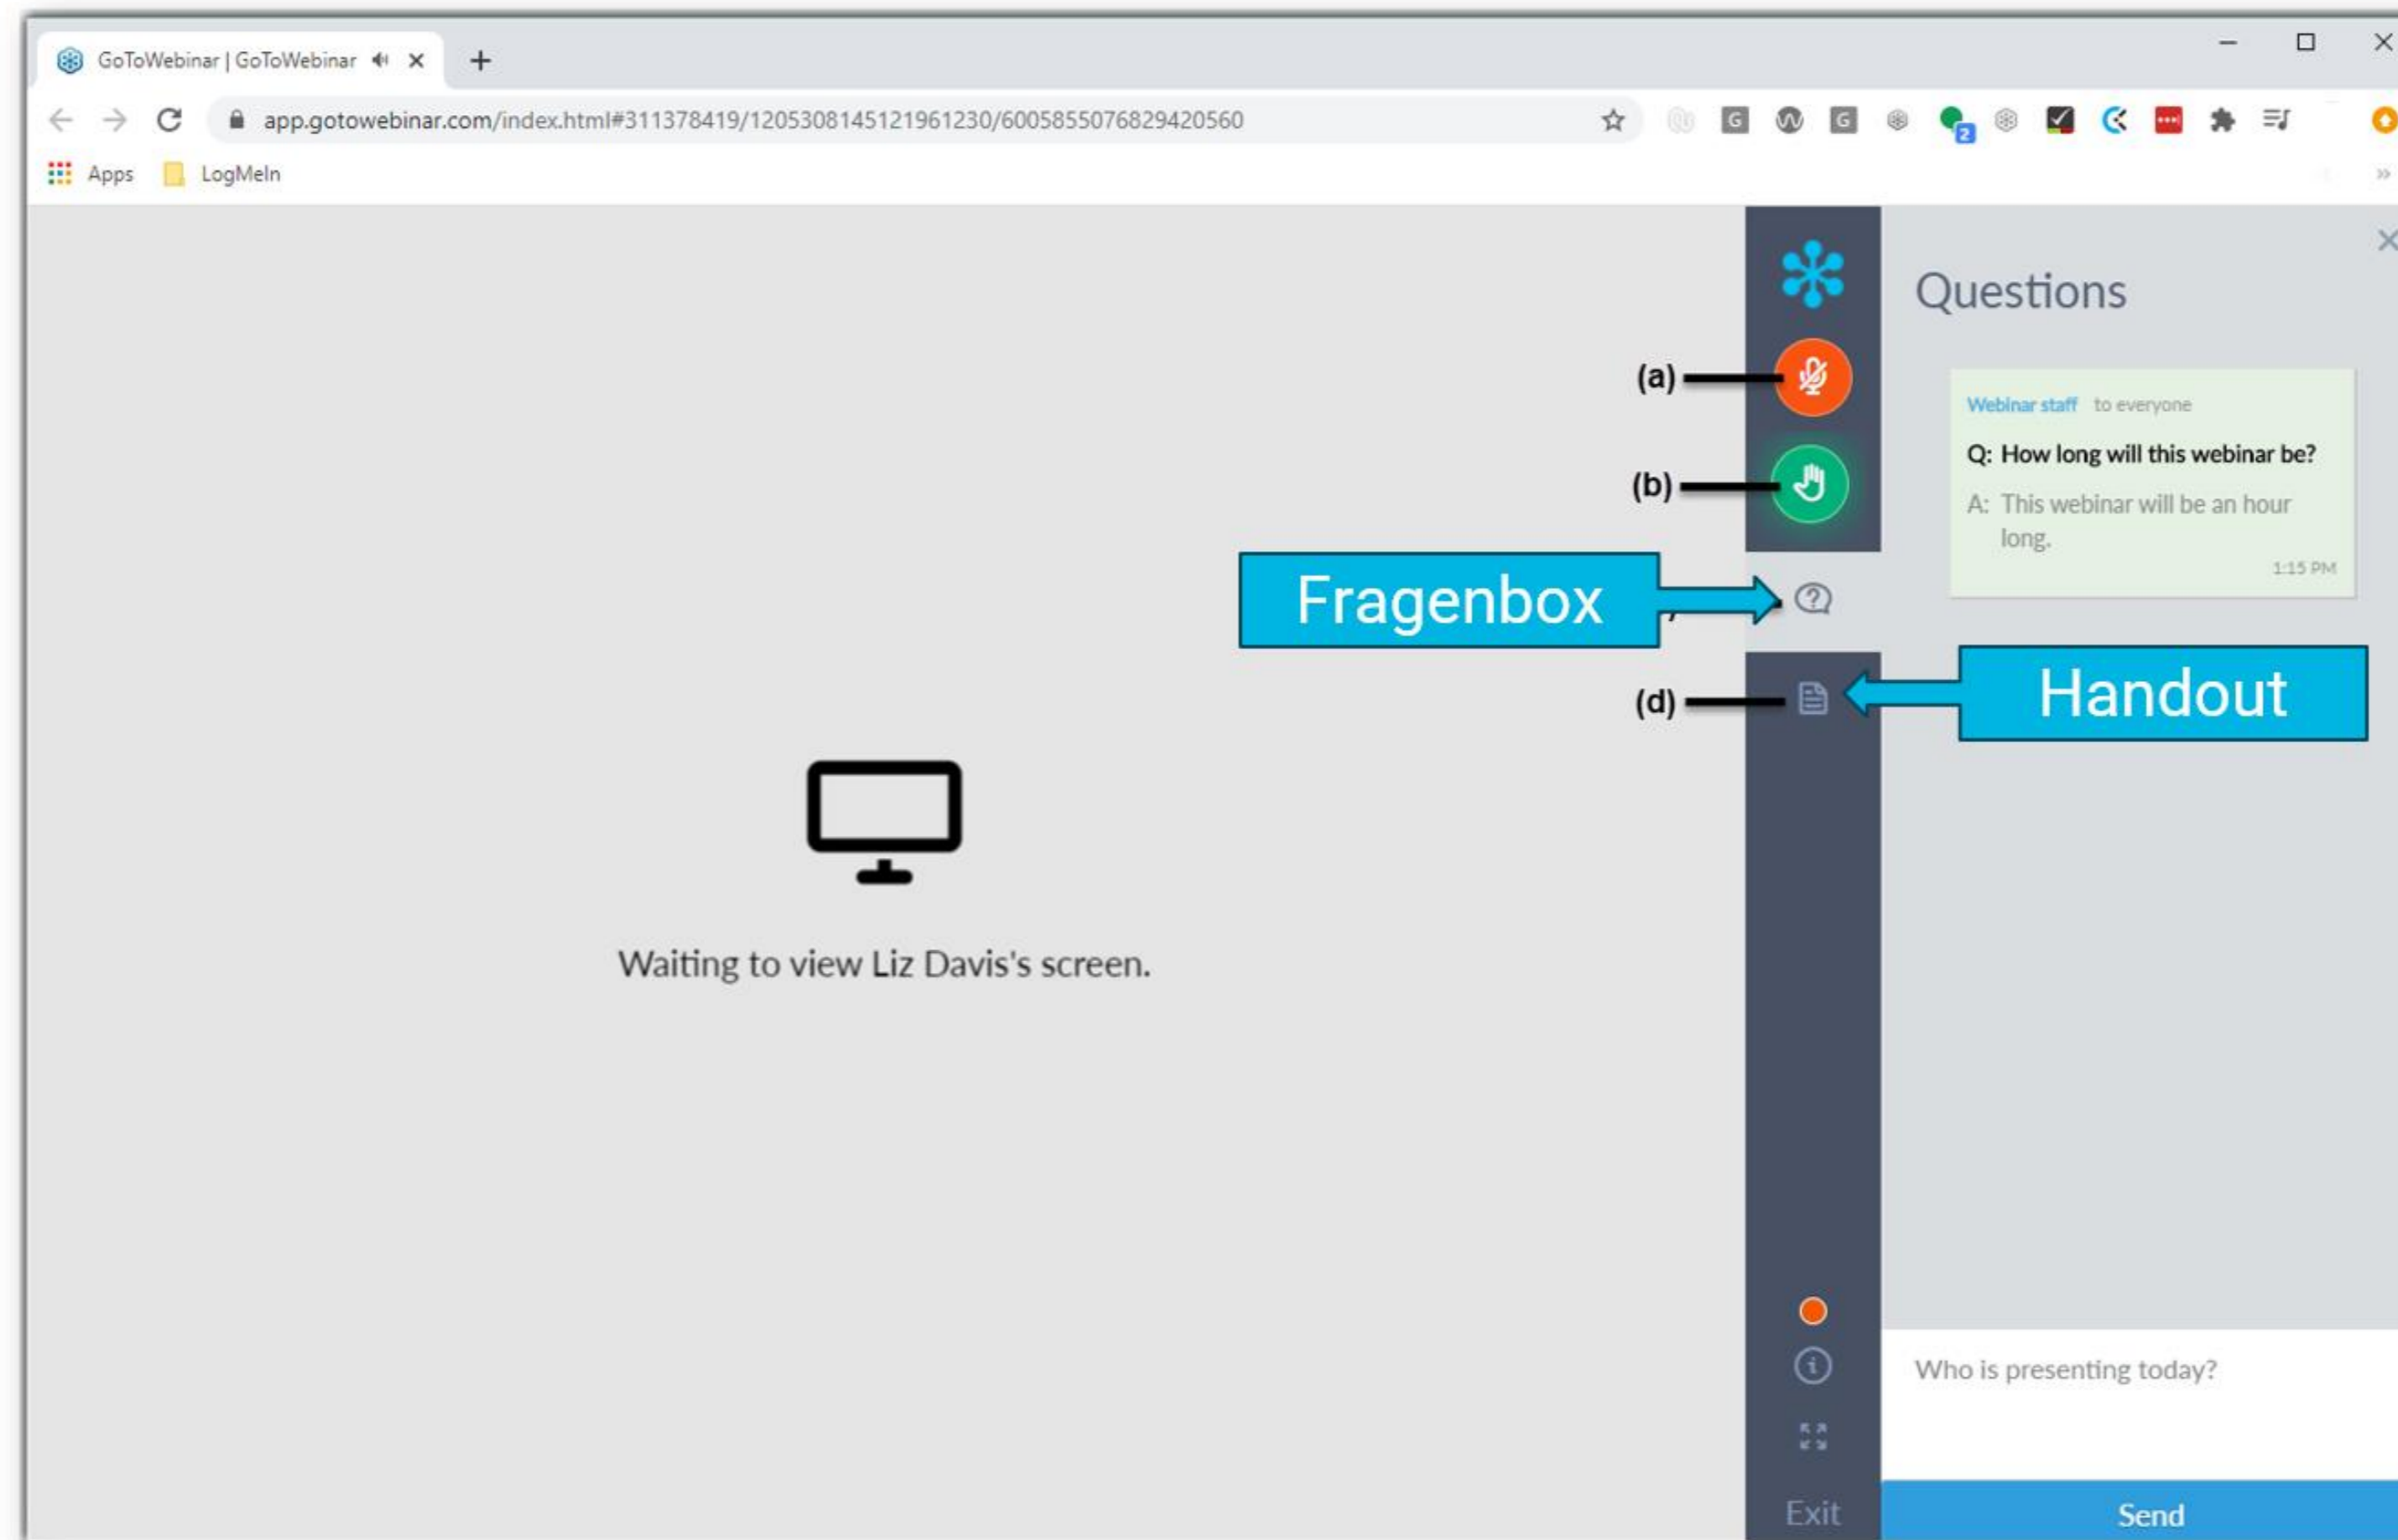 GoToWebinar | GoToWebinar
app.gotowebinar.com/index.html#311378419/1205308145121961230/6005855076829420560
G
G
2
Apps
LogMeIn
Questions
(a)
Webinar staff to everyone
Q: How long will this webinar be?
(b)
A: This webinar will be an hour
long.
1:15 PM
Fragenbox
Handout
(d)
Waiting to view Liz Davis's screen.
Who is presenting today?
Exit
Send